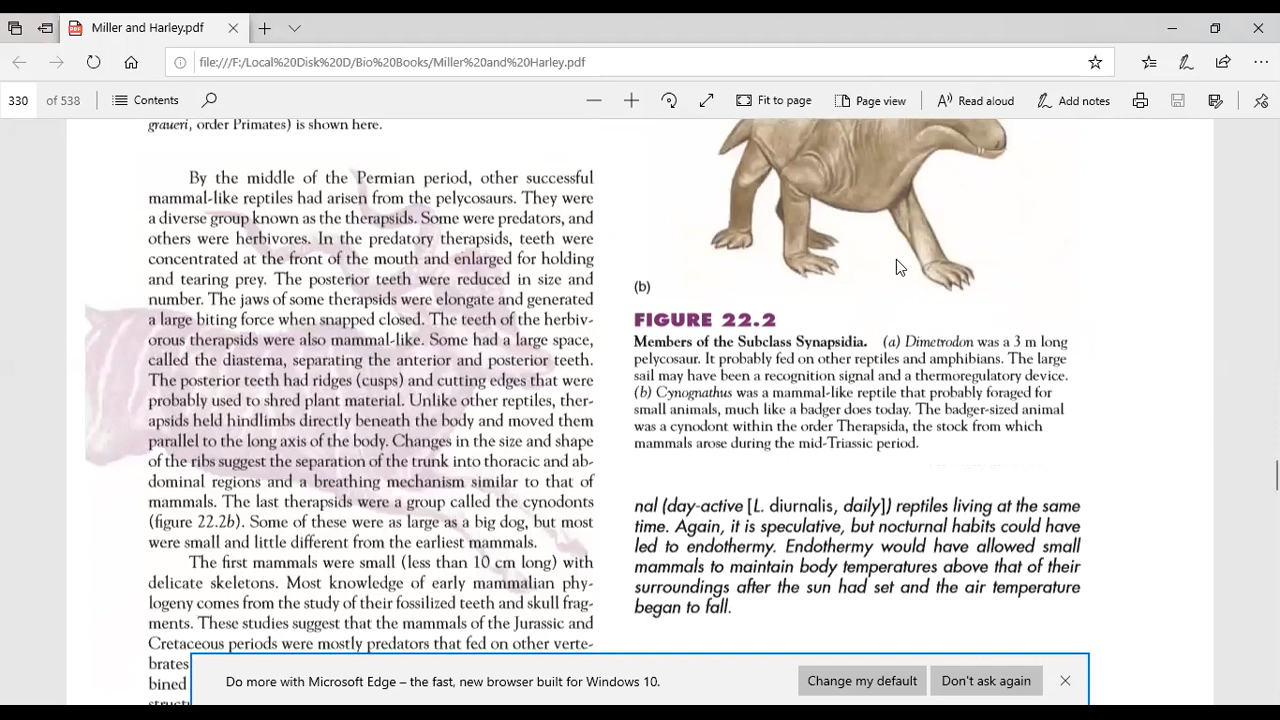 Miller and Harley.pdf
file:///F:/Local%20Disk%20D/Bio%20Books/Miller%20and%20Harley.pdf
330 of 538 Contents Fit to page Page view Read aloud Add notes
graueri, order Primates) is shown here.
By the middle of the Permian period, other successful
mammal-like reptiles had arisen from the pelycosaurs. They were
a diverse group known as the therapsids. Some were predators, and
others were herbivores. In the predatory therapsids, teeth were
concentrated at the front of the mouth and enlarged for holding
and tearing prey. The posterior teeth were reduced in size and
number. The jaws of some therapsids were elongate and generated
a large biting force when snapped closed. The teeth of the herbiv-
orous therapsids were also mammal-like. Some had a large space,
called the diastema, separating the anterior and posterior teeth.
The posterior teeth had ridges (cusps) and cutting edges that were
probably used to shred plant material. Unlike other reptiles, ther-
apsids held hindlimbs directly beneath the body and moved them
parallel to the long axis of the body. Changes in the size and shape
of the ribs suggest the separation of the trunk into thoracic and ab-
dominal regions and a breathing mechanism similar to that of
mammals. The last therapsids were a group called the cynodonts
(figure 22.2b). Some of these were as large as a big dog, but most
were small and little different from the earliest mammals.
The first mammals were small (less than 10 cm long) with
delicate skeletons. Most knowledge of early mammalian phy-
logeny comes from the study of their fossilized teeth and skull frag-
ments. These studies suggest that the mammals of the Jurassic and
Cretaceous periods were mostly predators that fed on other verte-
brates
bined
(b)
FIGURE 22.2
Members of the Subclass Synapsidia. (a) Dimetrodon was a 3 m long
pelycosaur. It probably fed on other reptiles and amphibians. The large
sail may have been a recognition signal and a thermoregulatory device.
(b) Cynognathus was a mammal-like reptile that probably foraged for
small animals, much like a badger does today. The badger-sized animal
was a cynodont within the order Therapsida, the stock from which
mammals arose during the mid-Triassic period.
nal (day-active [L. diurnalis, daily]) reptiles living at the same
time. Again, it is speculative, but nocturnal habits could have
led to endothermy. Endothermy would have allowed small
mammals to maintain body temperatures above that of their
surroundings after the sun had set and the air temperature
began to fall.
Do more with Microsoft Edge – the fast, new browser built for Windows 10. Change my default Don't ask again